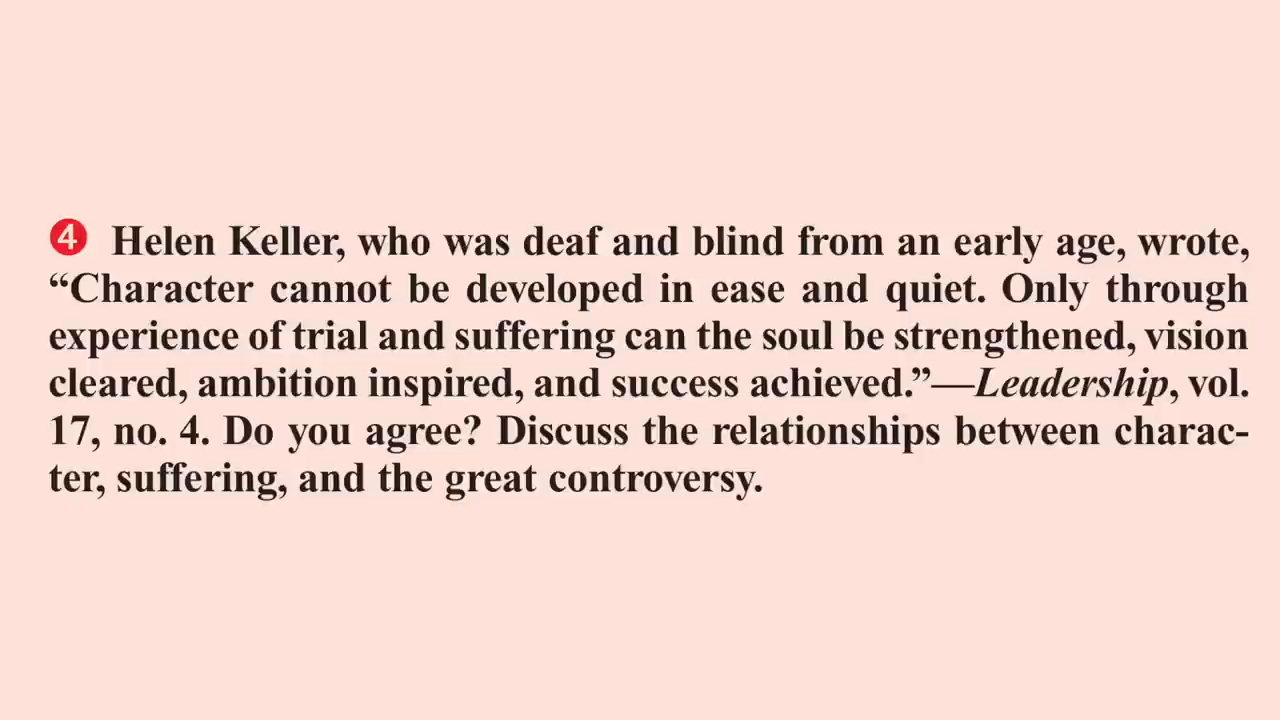 4 Helen Keller, who was deaf and blind from an early age, wrote,
“Character cannot be developed in ease and quiet. Only through
experience of trial and suffering can the soul be strengthened, vision
cleared, ambition inspired, and success achieved.”—Leadership, vol.
17, no. 4. Do you agree? Discuss the relationships between charac-
ter, suffering, and the great controversy.